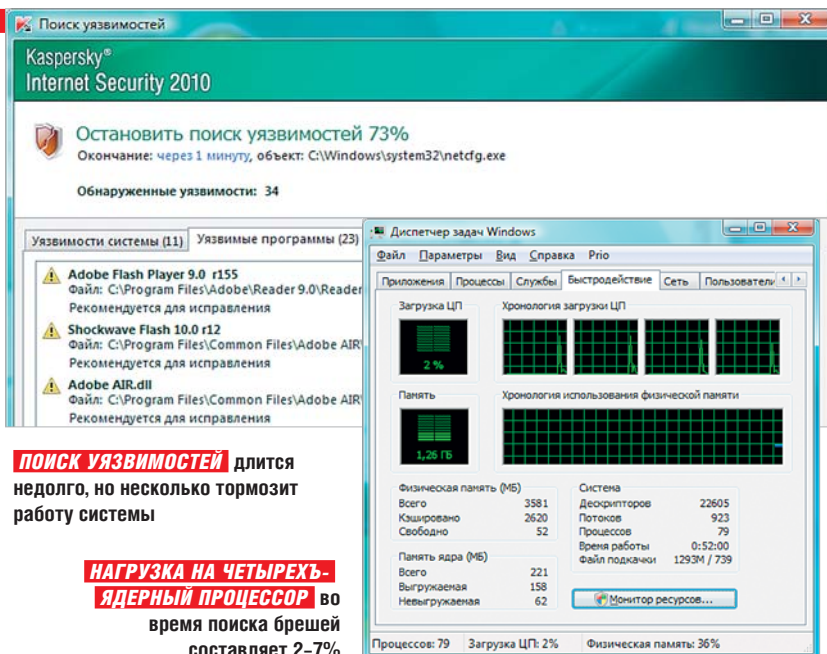 Поиск уязвимостей
Kaspersky®
Internet Security 2010
Остановить поиск уязвимостей 73%
Окончание: через 1 минуту, объект: C:\Windows\system32\netcfg.exe
Обнаруженные уязвимости: 34
Уязвимости системы (11) Уязвимые программы (23)
Adobe Flash Player 9.0 r155
Файл: C:\Program Files\Adobe\Reader 9.0\Reader
Рекомендуется для исправления
Shockwave Flash 10.0 r12
Файл: C:\Program Files\Common Files\Adobe AIR\
Рекомендуется для исправления
Adobe AIR.dll
Файл: C:\Program Files\Common Files\Adobe AIR\
Рекомендуется для исправления
Диспетчер задач Windows
Файл Параметры Вид Справка Prio
Приложения Процессы Службы Быстродействие Сеть Пользователи
Загрузка ЦП Хронология загрузки ЦП
2 %
Память Хронология использования физической памяти
1,26 ГБ
Физическая память (МБ)
Всего 3581
Кэшировано 2620
Свободно 52
Память ядра (МБ)
Всего 221
Выгружаемая 158
Невыгружаемая 62
Система
Дескрипторов 22605
Потоков 923
Процессов 79
Время работы 0:52:00
Файл подкачки 1293M / 739
Монитор ресурсов...
Процессов: 79 Загрузка ЦП: 2% Физическая память: 36%
ПОИСК УЯЗВИМОСТЕЙ длится
недолго, но несколько тормозит
работу системы
НАГРУЗКА НА ЧЕТЫРЕХЪ-
ЯДЕРНЫЙ ПРОЦЕССОР во
время поиска брешей
составляет 2–7%